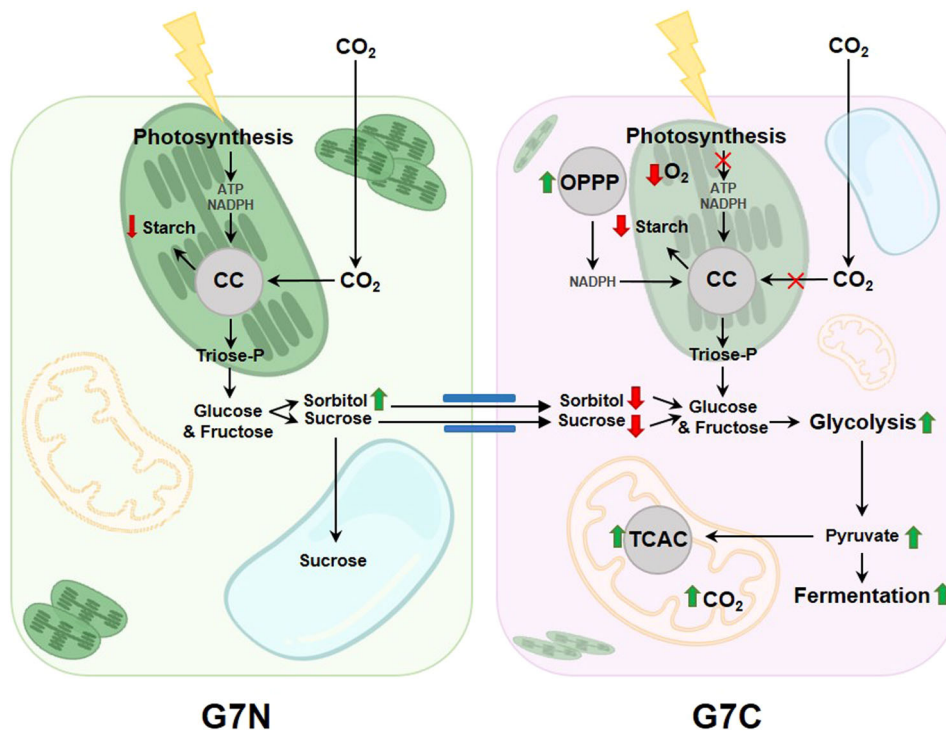 CO₂
Photosynthesis
ATP
NADPH
Starch
CC
CO₂
Triose-P
Glucose
& Fructose
Sorbitol
Sucrose
Sucrose
G7N
CO₂
Photosynthesis
OPPP
O₂
ATP
NADPH
Starch
NADPH
CC
CO₂
Triose-P
Sorbitol
Sucrose
Glucose
& Fructose
Glycolysis
TCAC
Pyruvate
CO₂
Fermentation
G7C